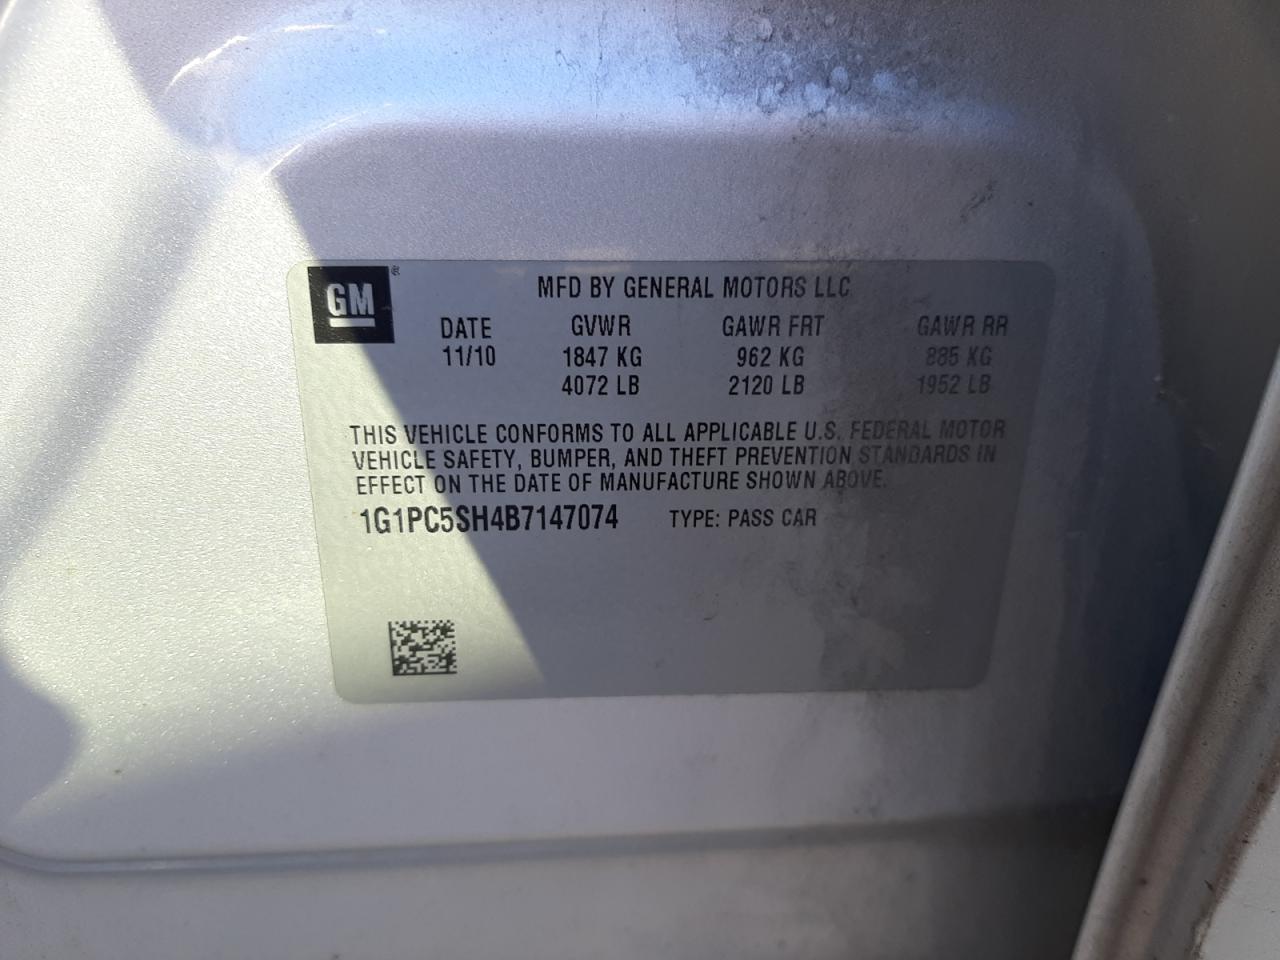 GM®
MFD BY GENERAL MOTORS LLC
DATE GVWR GAWR FRT GAWR RR
11/10 1847 KG 962 KG 885 KG
4072 LB 2120 LB 1952 LB
THIS VEHICLE CONFORMS TO ALL APPLICABLE U.S. FEDERAL MOTOR
VEHICLE SAFETY, BUMPER, AND THEFT PREVENTION STANDARDS IN
EFFECT ON THE DATE OF MANUFACTURE SHOWN ABOVE.
1G1PC5SH4B7147074 TYPE: PASS CAR